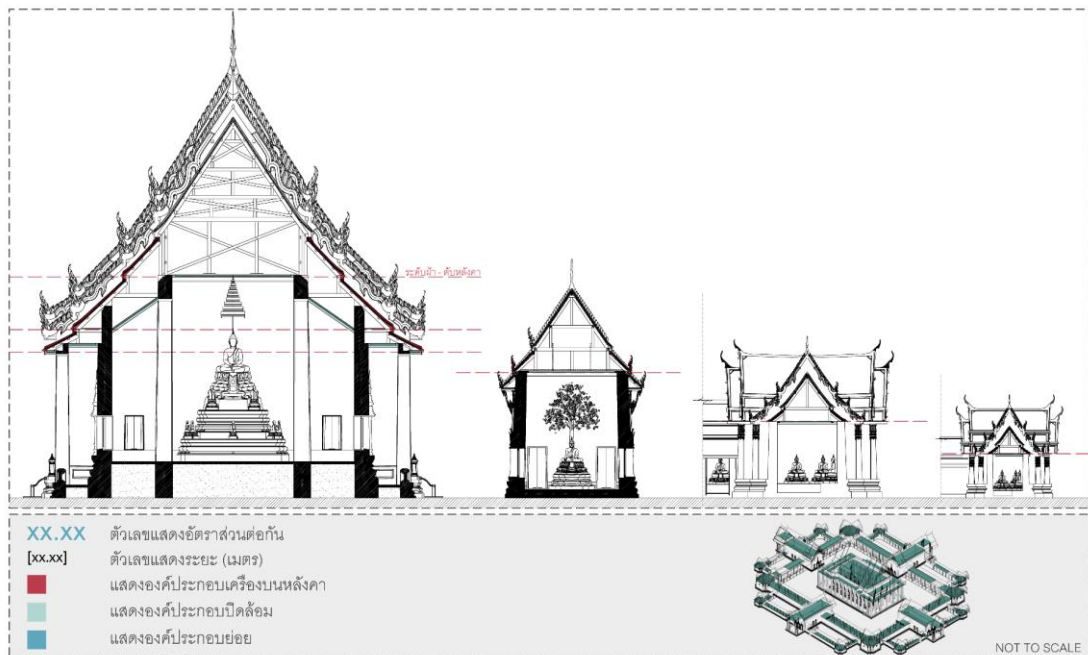 ระดับฝ้า - ตับหลังคา
XX.XX ตัวเลขแสดงอัตราส่วนต่อกัน
[xx.xx] ตัวเลขแสดงระยะ (เมตร)
แสดงองค์ประกอบเครื่องบนหลังคา
แสดงองค์ประกอบปิดล้อม
แสดงองค์ประกอบย่อย
NOT TO SCALE